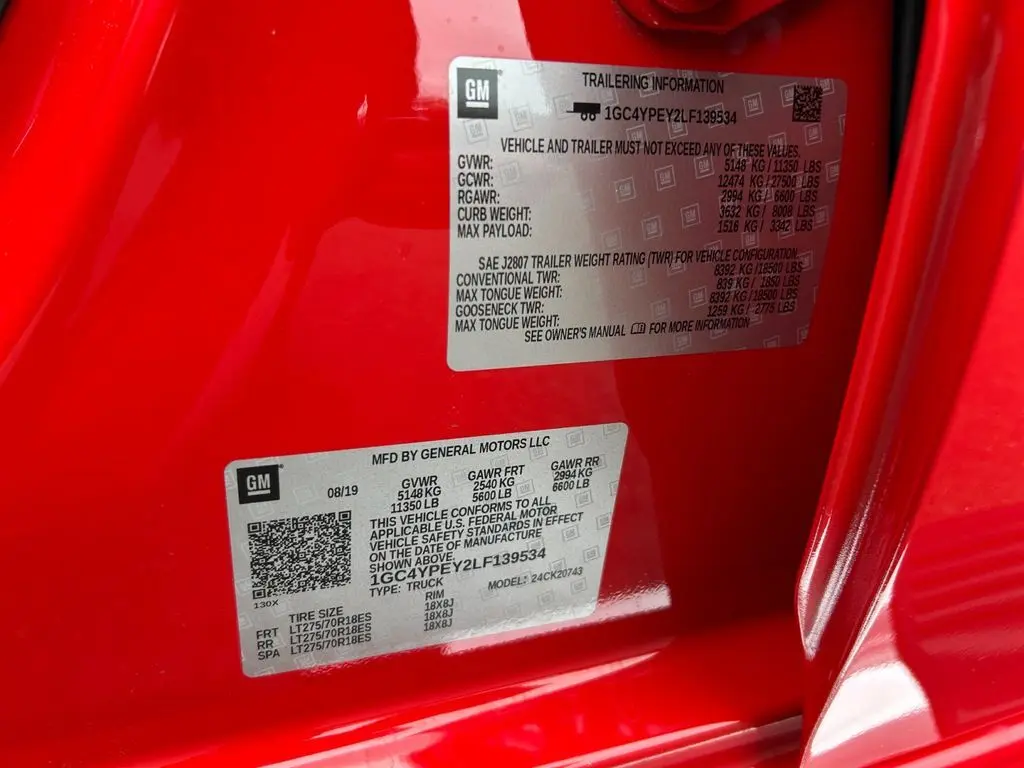 GM
TRAILERING INFORMATION
1GC4YPEY2LF139534
VEHICLE AND TRAILER MUST NOT EXCEED ANY OF THESE VALUES.
GVWR: 5148 KG / 11350 LBS
GCWR: 12474 KG / 27500 LBS
RGAWR: 2994 KG / 6600 LBS
CURB WEIGHT: 3632 KG / 8008 LBS
MAX PAYLOAD: 1516 KG / 3342 LBS
SAE J2807 TRAILER WEIGHT RATING (TWR) FOR VEHICLE CONFIGURATION:
CONVENTIONAL TWR: 8392 KG / 18500 LBS
MAX TONGUE WEIGHT: 839 KG / 1850 LBS
GOOSENECK TWR: 8392 KG / 18500 LBS
MAX TONGUE WEIGHT: 1259 KG / 2775 LBS
SEE OWNER'S MANUAL FOR MORE INFORMATION
GM
MFD BY GENERAL MOTORS LLC
08/19
GVWR GAWR FRT GAWR RR
5148 KG 2540 KG 2994 KG
11350 LB 5600 LB 6600 LB
THIS VEHICLE CONFORMS TO ALL
APPLICABLE U.S. FEDERAL MOTOR
VEHICLE SAFETY STANDARDS IN EFFECT
ON THE DATE OF MANUFACTURE
SHOWN ABOVE.
1GC4YPEY2LF139534
TYPE: TRUCK MODEL: 24CK20743
130X
TIRE SIZE RIM
FRT LT275/70R18ES 18X8J
RR LT275/70R18ES 18X8J
SPA LT275/70R18ES 18X8J